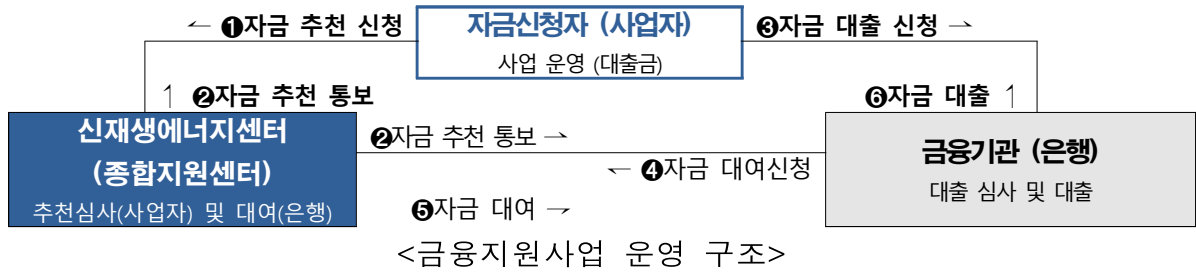 ← ❶자금 추천 신청
자금신청자 (사업자)
사업 운영 (대출금)
❸자금 대출 신청 →
↑ ❷자금 추천 통보
❻자금 대출 ↑
신재생에너지센터
(종합지원센터)
추천심사(사업자) 및 대여(은행)
❷자금 추천 통보 →
← ❹자금 대여신청
❺자금 대여 →
금융기관 (은행)
대출 심사 및 대출
<금융지원사업 운영 구조>